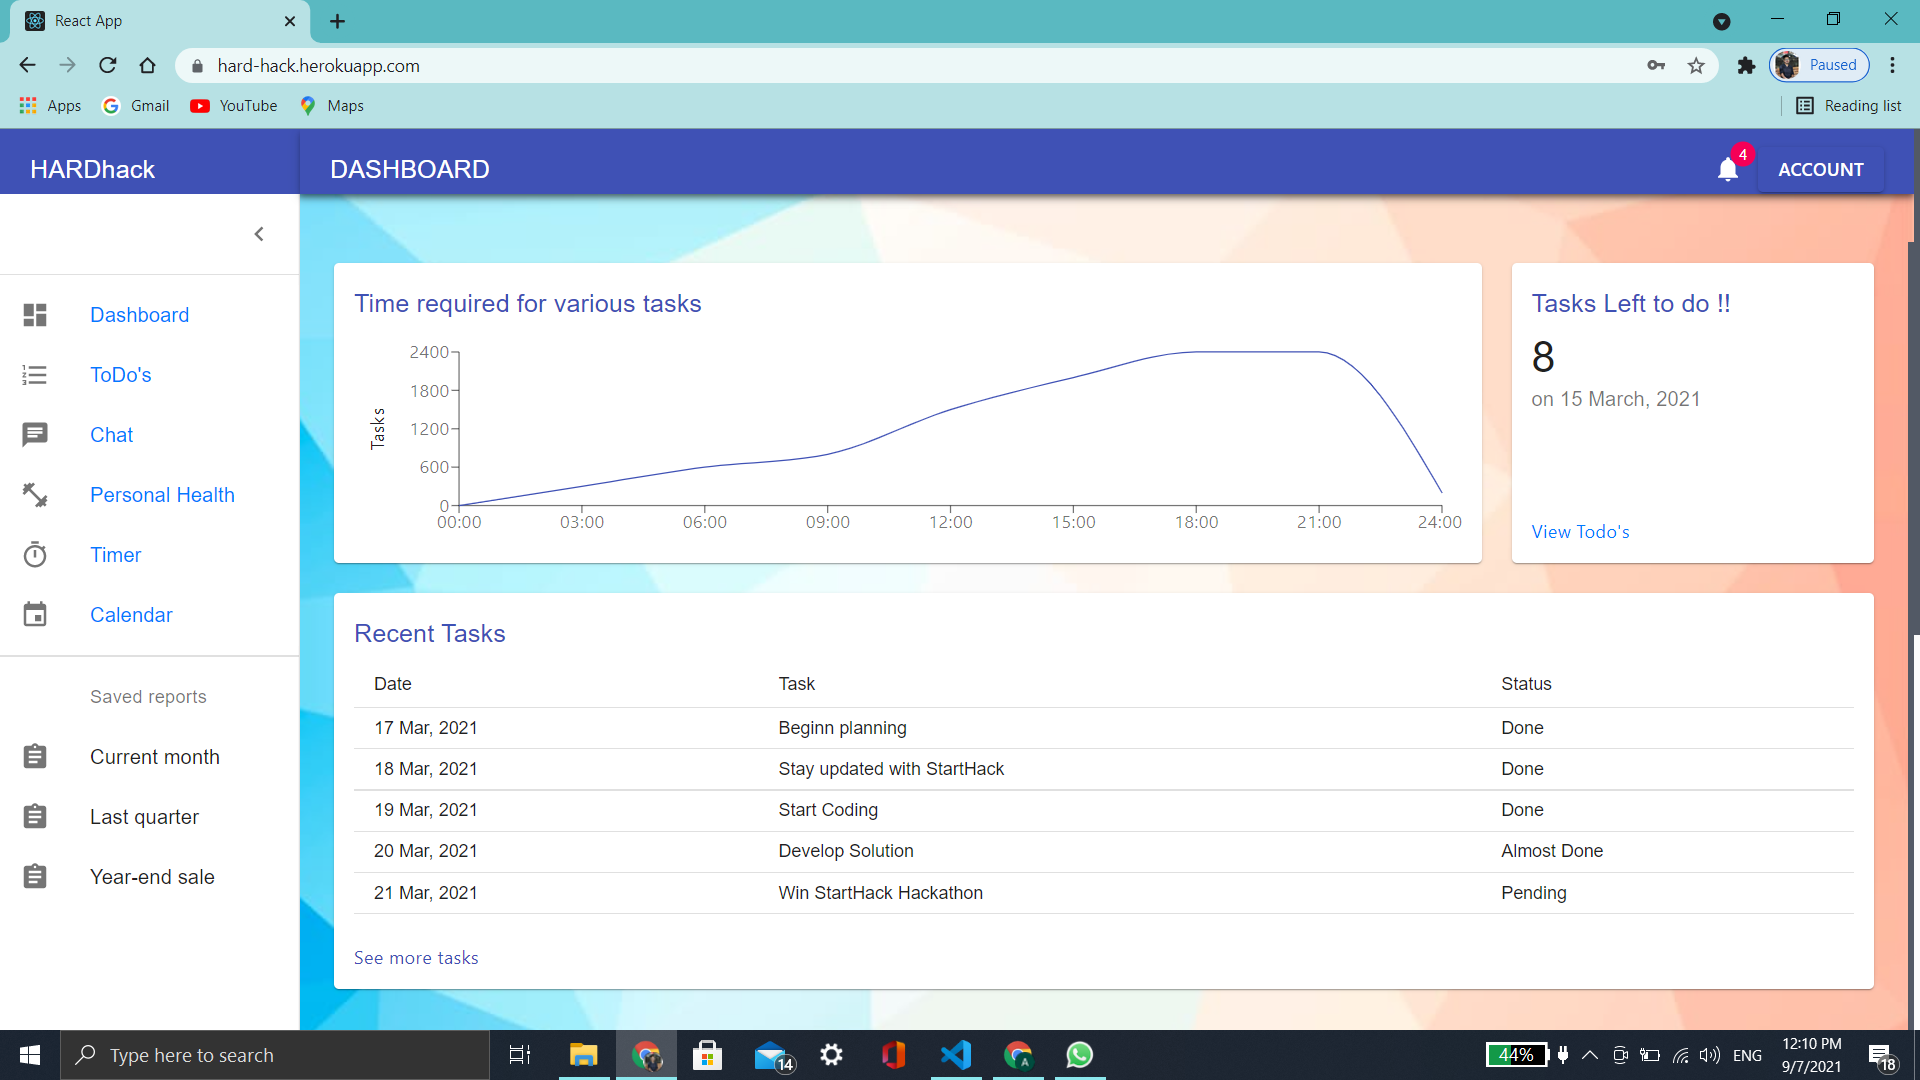 React App
hard-hack.herokuapp.com
Paused
Apps Gmail YouTube Maps Reading list
HARDhack DASHBOARD 4 ACCOUNT
Dashboard
ToDo's
Chat
Personal Health
Timer
Calendar
Saved reports
Current month
Last quarter
Year-end sale
Time required for various tasks
Tasks
2400
1800
1200
600
0
00:00 03:00 06:00 09:00 12:00 15:00 18:00 21:00 24:00
Tasks Left to do !!
8
on 15 March, 2021
View Todo's
Recent Tasks
Date Task Status
17 Mar, 2021 Beginn planning Done
18 Mar, 2021 Stay updated with StartHack Done
19 Mar, 2021 Start Coding Done
20 Mar, 2021 Develop Solution Almost Done
21 Mar, 2021 Win StartHack Hackathon Pending
See more tasks
Type here to search
14
A
44%
ENG
12:10 PM
9/7/2021
18